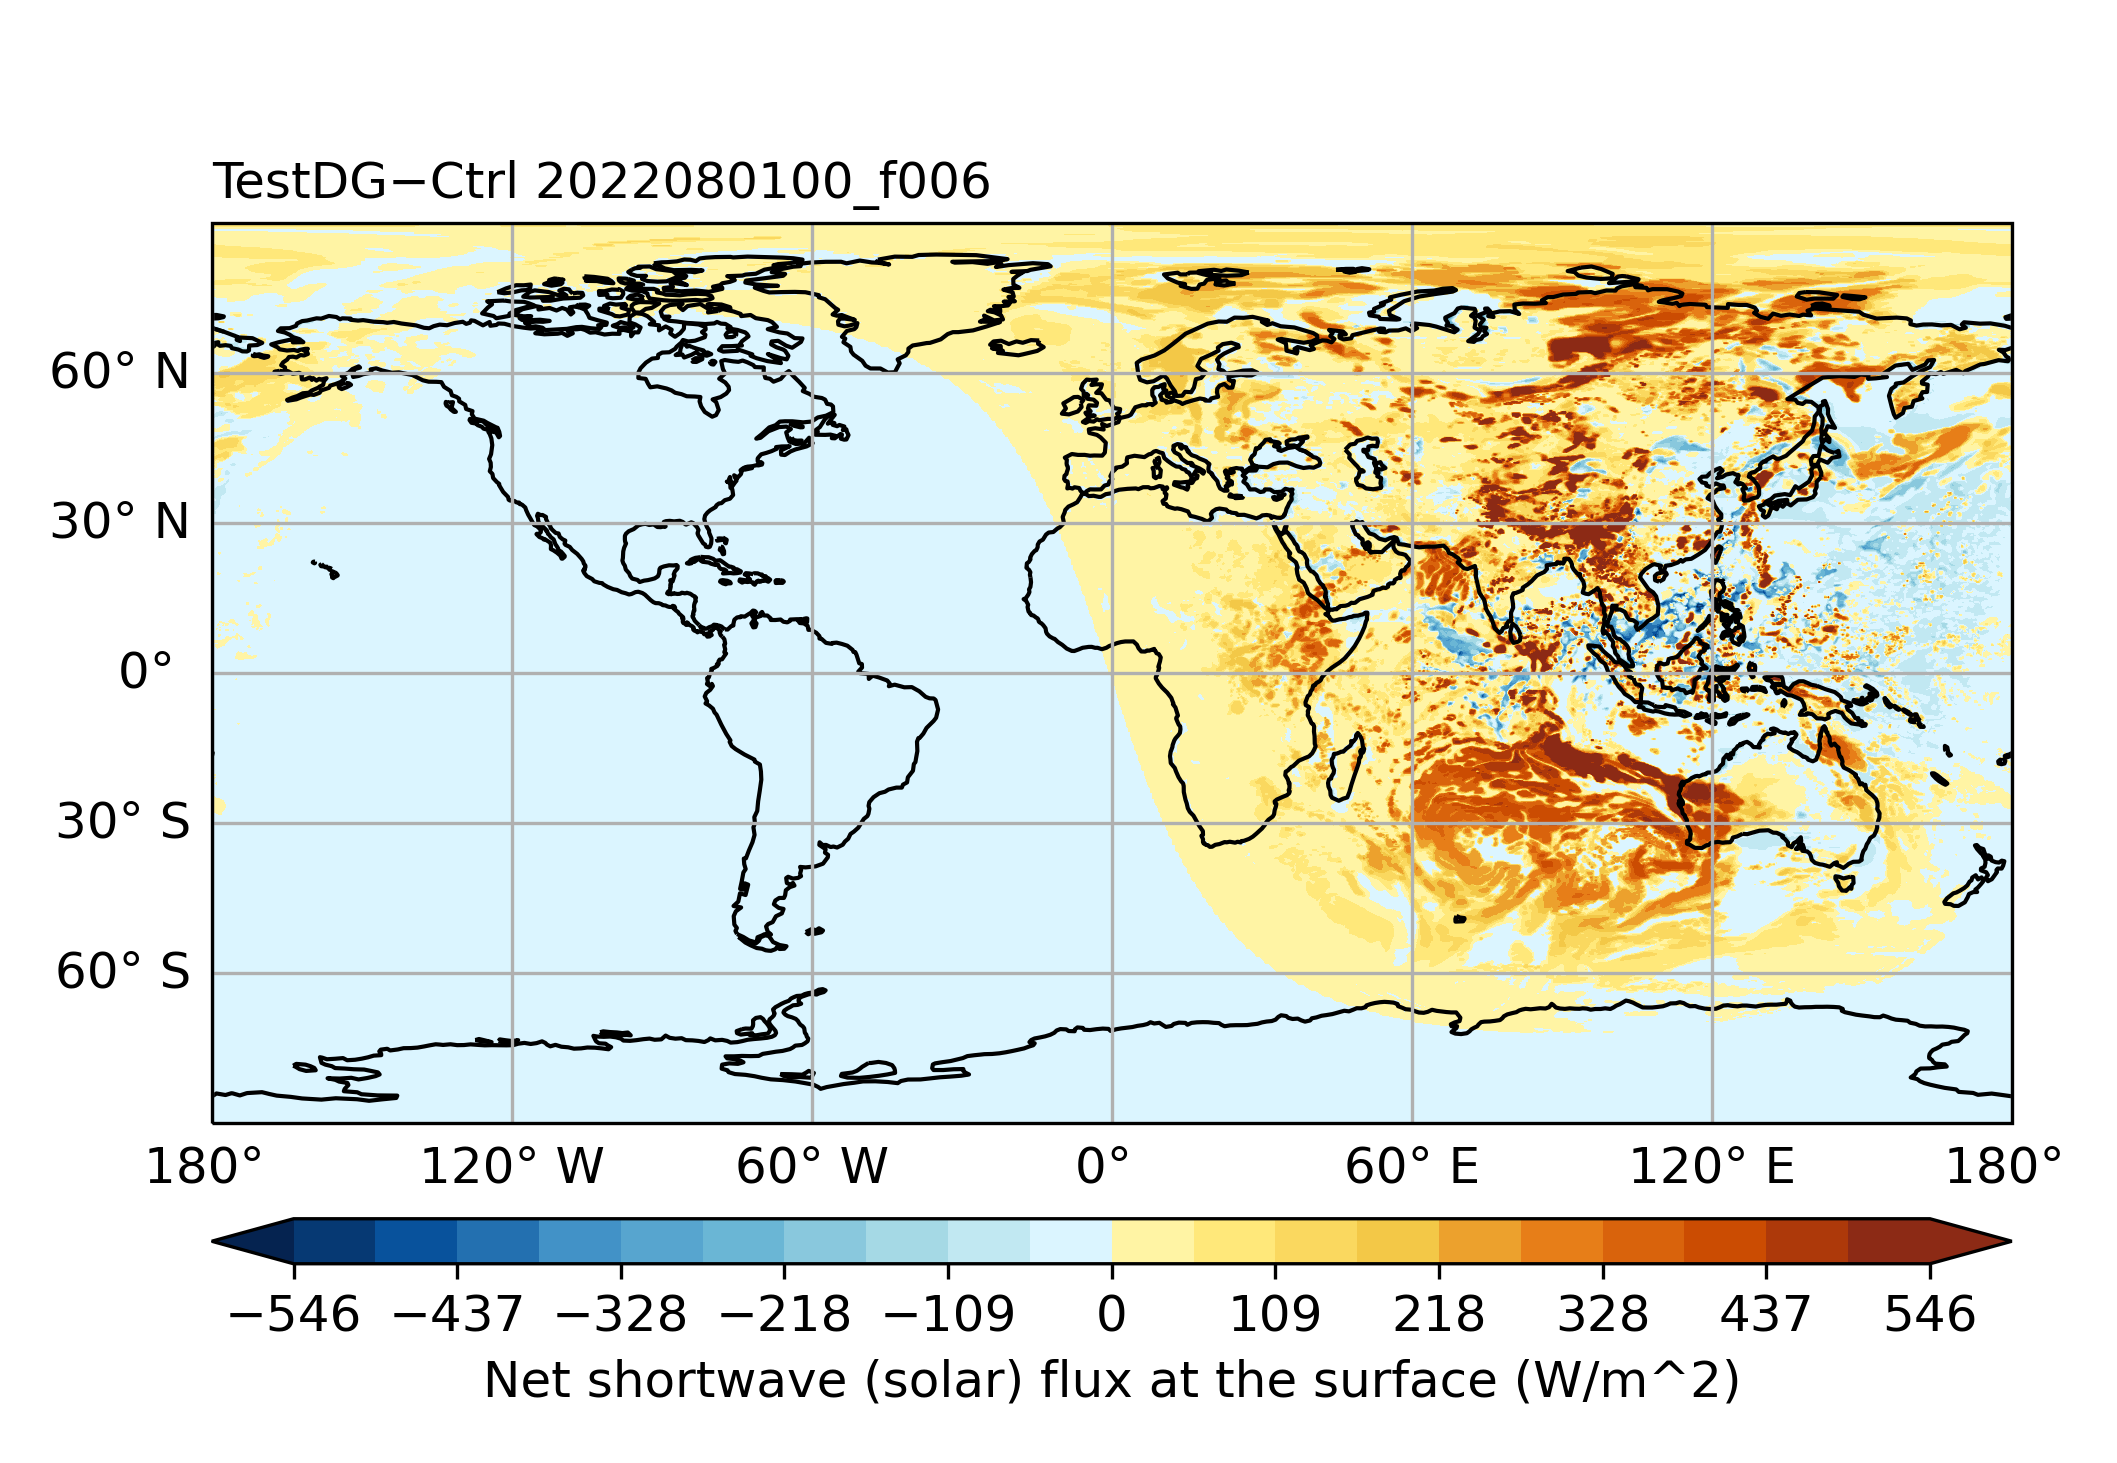 TestDG−Ctrl 2022080100_f006
60° N
30° N
0°
30° S
60° S
180° 120° W 60° W 0° 60° E 120° E 180°
−546 −437 −328 −218 −109 0 109 218 328 437 546
Net shortwave (solar) flux at the surface (W/m^2)